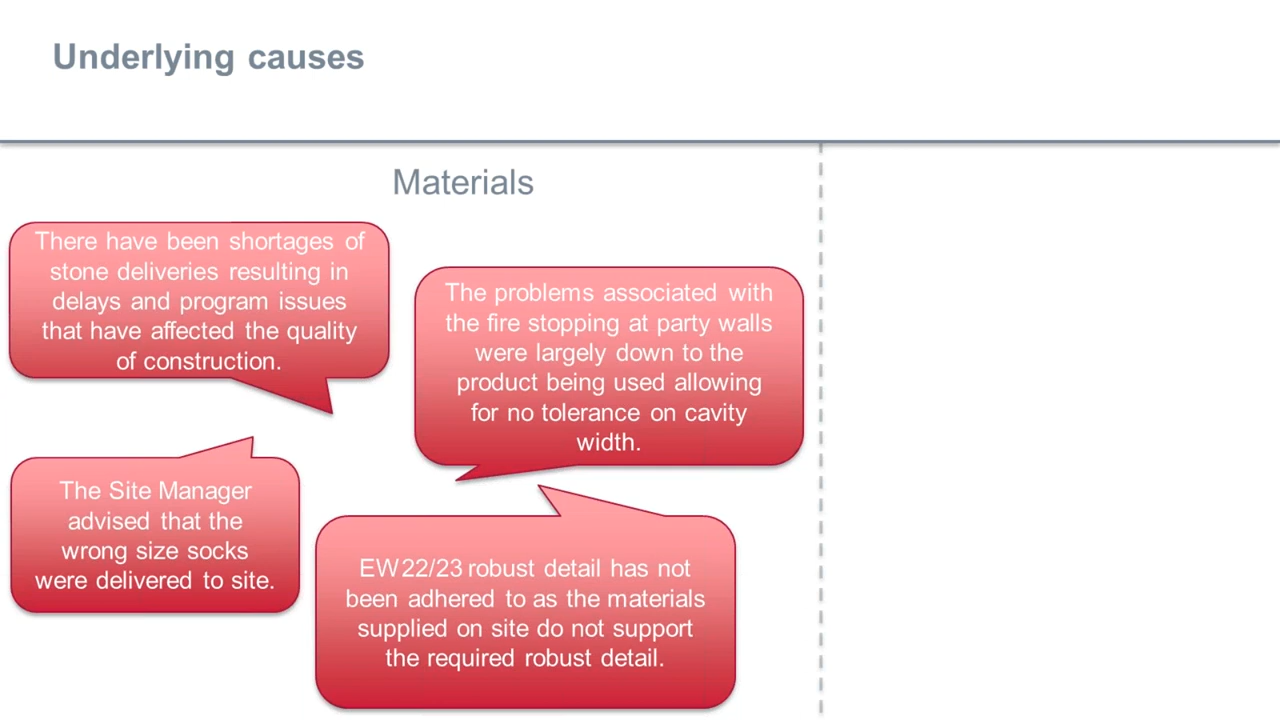 Underlying causes
Materials
There have been shortages of
stone deliveries resulting in
delays and program issues
that have affected the quality
of construction.
The problems associated with
the fire stopping at party walls
were largely down to the
product being used allowing
for no tolerance on cavity
width.
The Site Manager
advised that the
wrong size socks
were delivered to site.
EW22/23 robust detail has not
been adhered to as the materials
supplied on site do not support
the required robust detail.